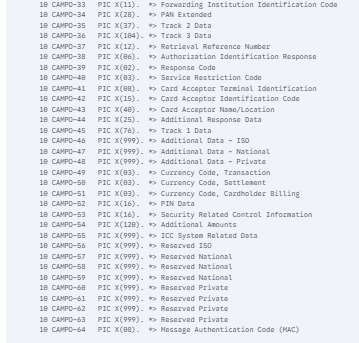 10 CAMPO-33 PIC X(11). *> Forwarding Institution Identification Code
10 CAMPO-34 PIC X(28). *> PAN Extended
10 CAMPO-35 PIC X(37). *> Track 2 Data
10 CAMPO-36 PIC X(104). *> Track 3 Data
10 CAMPO-37 PIC X(12). *> Retrieval Reference Number
10 CAMPO-38 PIC X(06). *> Authorization Identification Response
10 CAMPO-39 PIC X(02). *> Response Code
10 CAMPO-40 PIC X(03). *> Service Restriction Code
10 CAMPO-41 PIC X(08). *> Card Acceptor Terminal Identification
10 CAMPO-42 PIC X(15). *> Card Acceptor Identification Code
10 CAMPO-43 PIC X(40). *> Card Acceptor Name/Location
10 CAMPO-44 PIC X(25). *> Additional Response Data
10 CAMPO-45 PIC X(76). *> Track 1 Data
10 CAMPO-46 PIC X(999). *> Additional Data - ISO
10 CAMPO-47 PIC X(999). *> Additional Data - National
10 CAMPO-48 PIC X(999). *> Additional Data - Private
10 CAMPO-49 PIC X(03). *> Currency Code, Transaction
10 CAMPO-50 PIC X(03). *> Currency Code, Settlement
10 CAMPO-51 PIC X(03). *> Currency Code, Cardholder Billing
10 CAMPO-52 PIC X(16). *> PIN Data
10 CAMPO-53 PIC X(16). *> Security Related Control Information
10 CAMPO-54 PIC X(120). *> Additional Amounts
10 CAMPO-55 PIC X(999). *> ICC System Related Data
10 CAMPO-56 PIC X(999). *> Reserved ISO
10 CAMPO-57 PIC X(999). *> Reserved National
10 CAMPO-58 PIC X(999). *> Reserved National
10 CAMPO-59 PIC X(999). *> Reserved National
10 CAMPO-60 PIC X(999). *> Reserved Private
10 CAMPO-61 PIC X(999). *> Reserved Private
10 CAMPO-62 PIC X(999). *> Reserved Private
10 CAMPO-63 PIC X(999). *> Reserved Private
10 CAMPO-64 PIC X(08). *> Message Authentication Code (MAC)